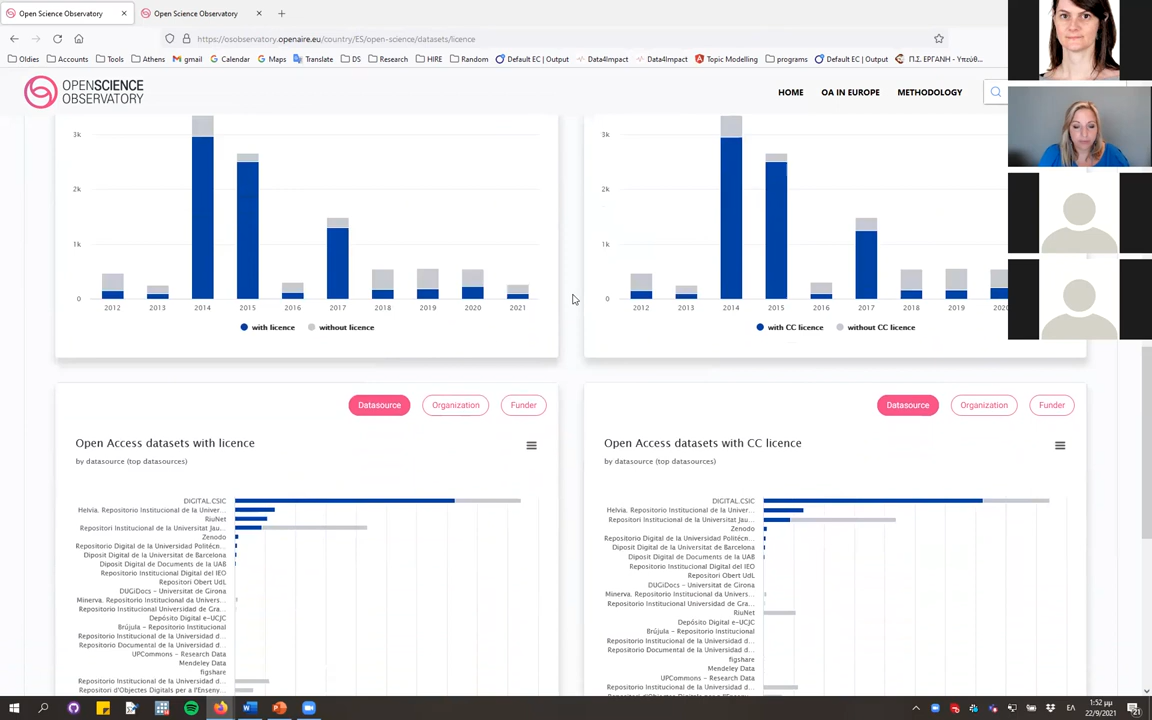 Open Science Observatory
Open Science Observatory
https://osobservatory.openaire.eu/country/ES/open-science/datasets/licence
Oldies Accounts Tools Athens gmail Calendar Maps Translate DS Research HIRE Random Default EC | Output Data4Impact Data4Impact Topic Modelling programs Default EC | Output Π.Σ. ΕΡΓΑΝΗ - Υπεύθ...
OPENSCIENCE
OBSERVATORY
HOME OA IN EUROPE METHODOLOGY
3k
2k
1k
0
2012 2013 2014 2015 2016 2017 2018 2019 2020 2021
with licence without licence
3k
2k
1k
0
2012 2013 2014 2015 2016 2017 2018 2019 2020
with CC licence without CC licence
Datasource Organization Funder
Open Access datasets with licence
by datasource (top datasources)
DIGITAL.CSIC
Helvia. Repositorio Institucional de la Univer...
RiuNet
Repositori Institucional de la Universitat Jau...
Zenodo
Repositorio Digital de la Universidad Politécn...
Diposit Digital de la Universitat de Barcelona
Diposit Digital de Documents de la UAB
Repositorio Institucional Digital del IEO
Repositori Obert UdL
DUGiDocs – Universitat de Girona
Minerva. Repositorio Institucional da Univers...
Repositorio Institucional Universidad de Gra...
Depósito Digital e-UCJC
Brújula – Repositorio Institucional
Repositorio Institucional de la Universidad d...
Repositorio Documental de la Universidad d...
UPCommons – Research Data
Mendeley Data
figshare
Repositorio Institucional de la Universidad d...
Repositori d'Objectes Digitals per a l'Enseny...
Datasource Organization Funder
Open Access datasets with CC licence
by datasource (top datasources)
DIGITAL.CSIC
Helvia. Repositorio Institucional de la Univer...
Repositori Institucional de la Universitat Jau...
Zenodo
Repositorio Digital de la Universidad Politécn...
Diposit Digital de la Universitat de Barcelona
Diposit Digital de Documents de la UAB
Repositorio Institucional Digital del IEO
Repositori Obert UdL
DUGiDocs – Universitat de Girona
Minerva. Repositorio Institucional da Univers...
Repositorio Institucional Universidad de Gra...
RiuNet
Depósito Digital e-UCJC
Brújula – Repositorio Institucional
Repositorio Institucional de la Universidad d...
Repositorio Documental de la Universidad d...
figshare
Mendeley Data
UPCommons – Research Data
Repositorio Institucional de la Universidad d...
ΕΛ
1:52 μμ
22/9/2021
21